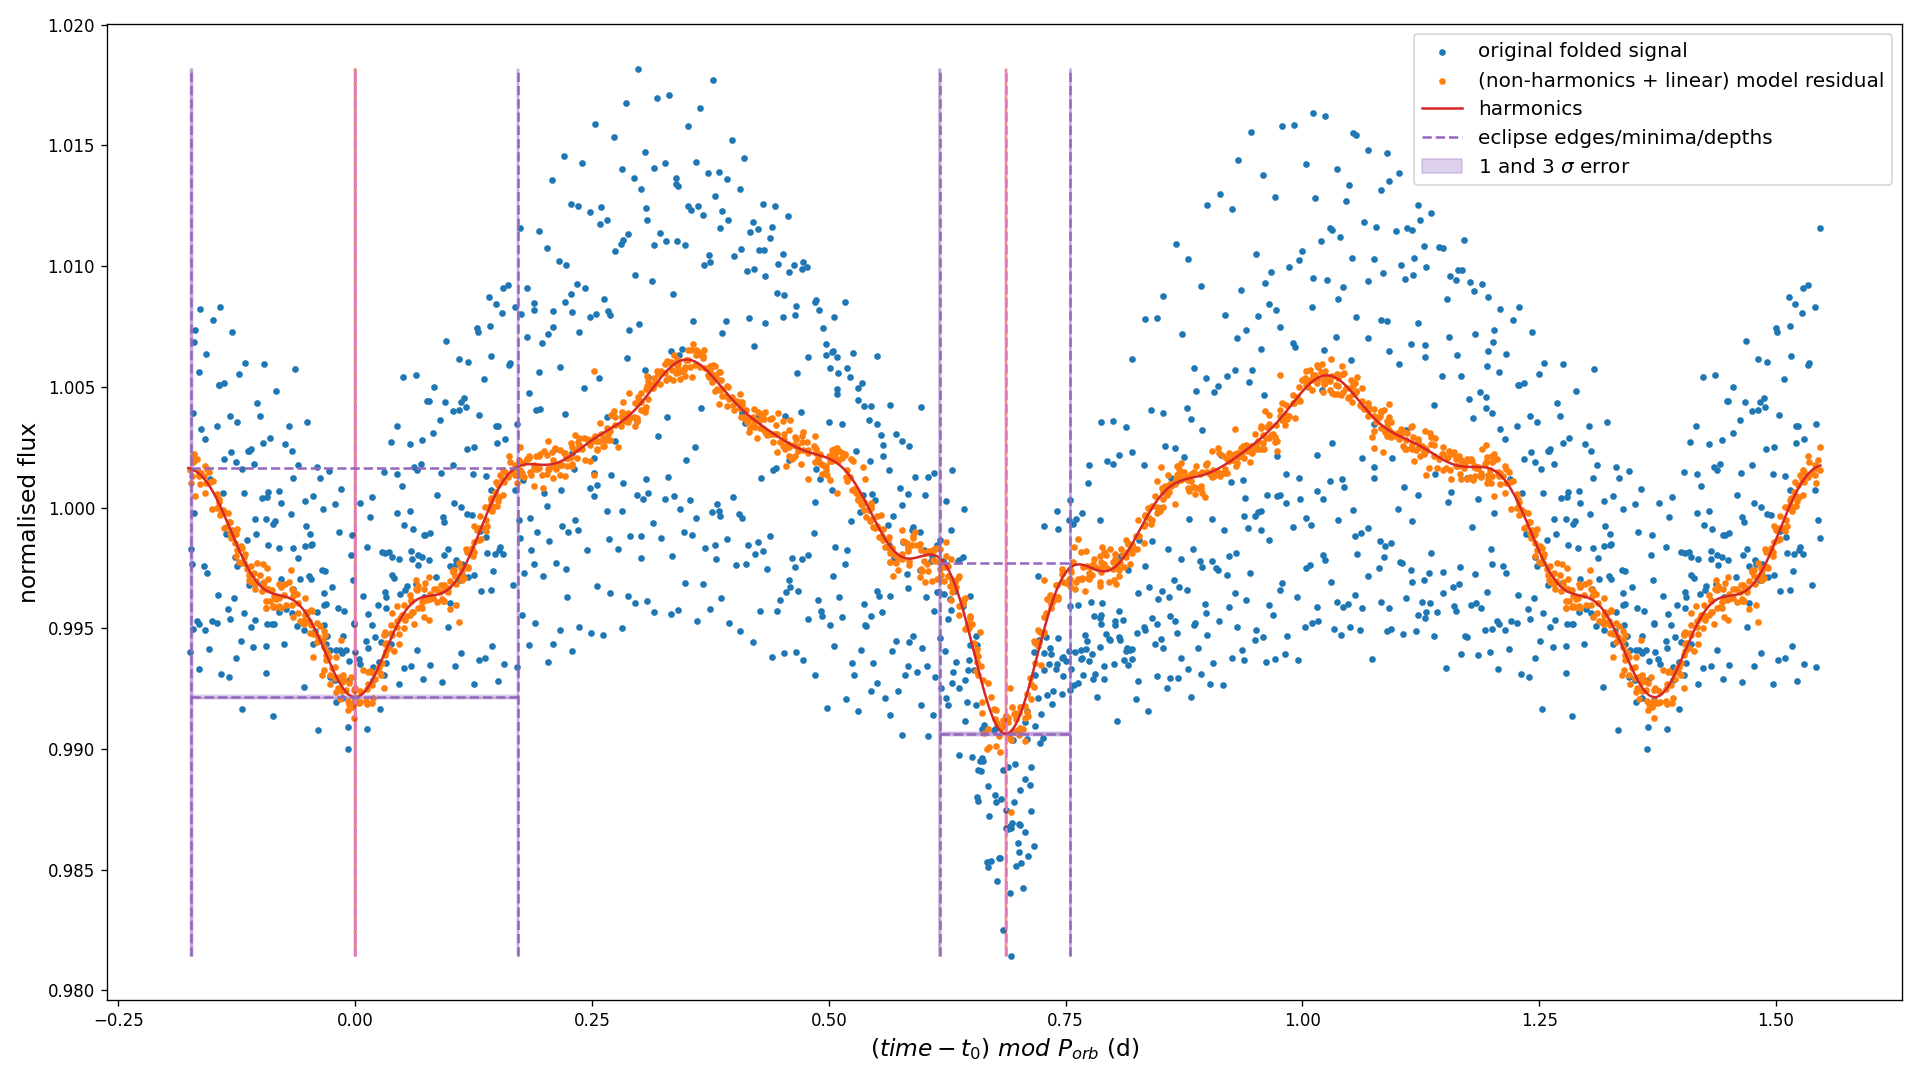 1.020
1.015
1.010
1.005
1.000
0.995
0.990
0.985
0.980
normalised flux
original folded signal
(non-harmonics + linear) model residual
harmonics
eclipse edges/minima/depths
1 and 3 σ error
−0.25 0.00 0.25 0.50 0.75 1.00 1.25 1.50
(time − t₀) mod Pₒᵣb (d)